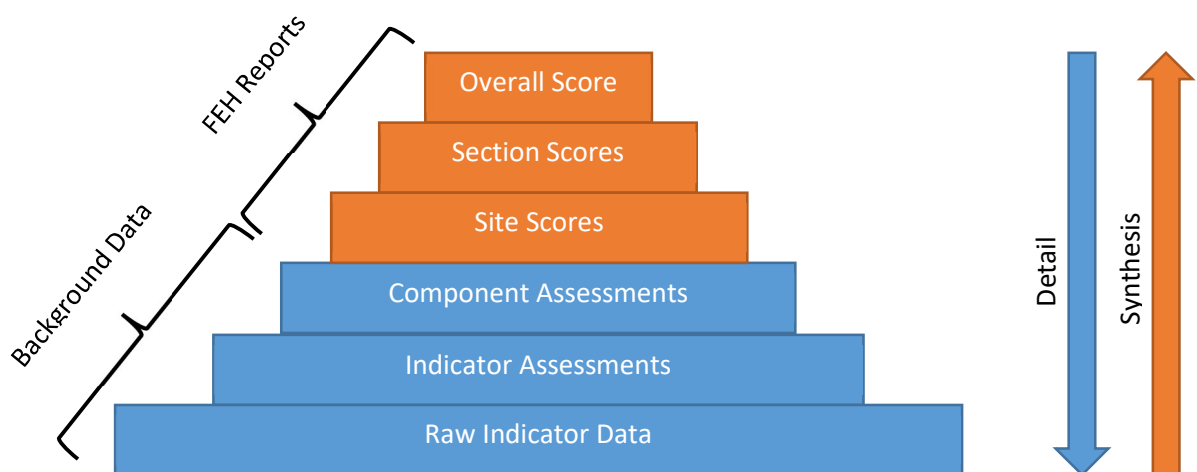 FEH Reports
Overall Score
Section Scores
Site Scores
Background Data
Component Assessments
Indicator Assessments
Raw Indicator Data
Detail
Synthesis